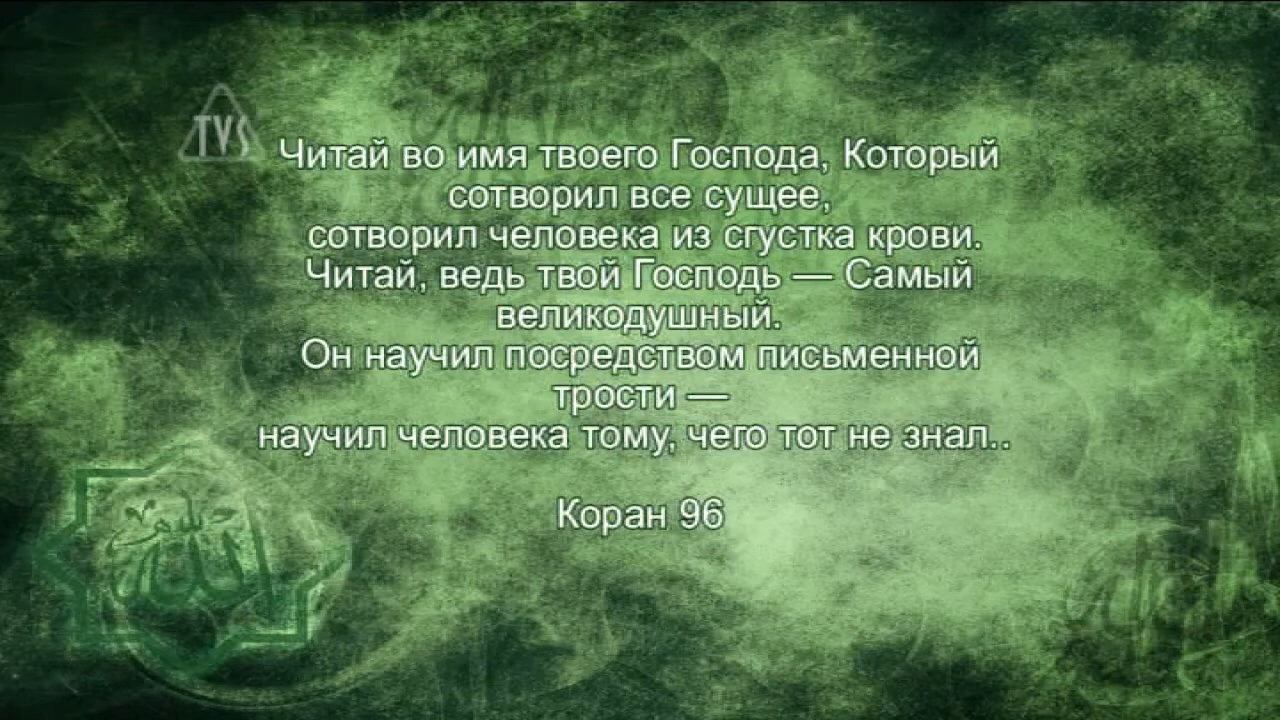 TVS
Читай во имя твоего Господа, Который
сотворил все сущее,
сотворил человека из сгустка крови.
Читай, ведь твой Господь — Самый
великодушный.
Он научил посредством письменной
трости —
научил человека тому, чего тот не знал..
Коран 96
الله